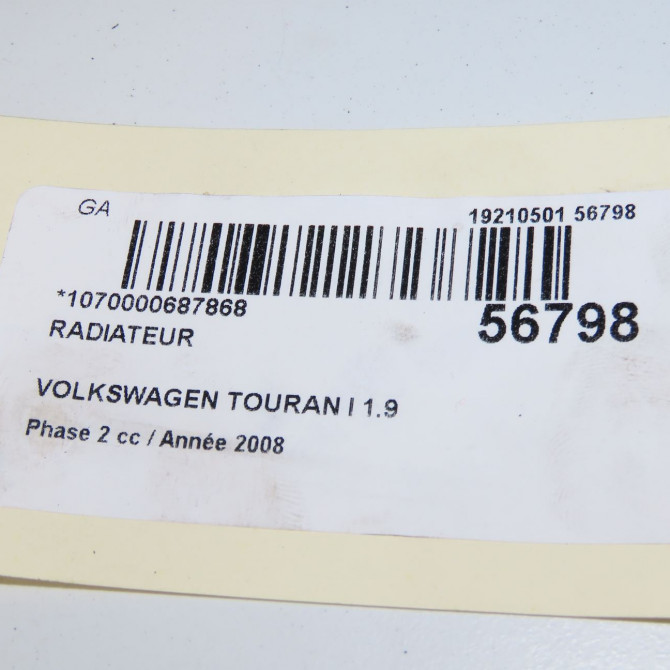 GA
19210501 56798
*1070000687868
56798
RADIATEUR
VOLKSWAGEN TOURAN I 1.9
Phase 2 cc / Année 2008